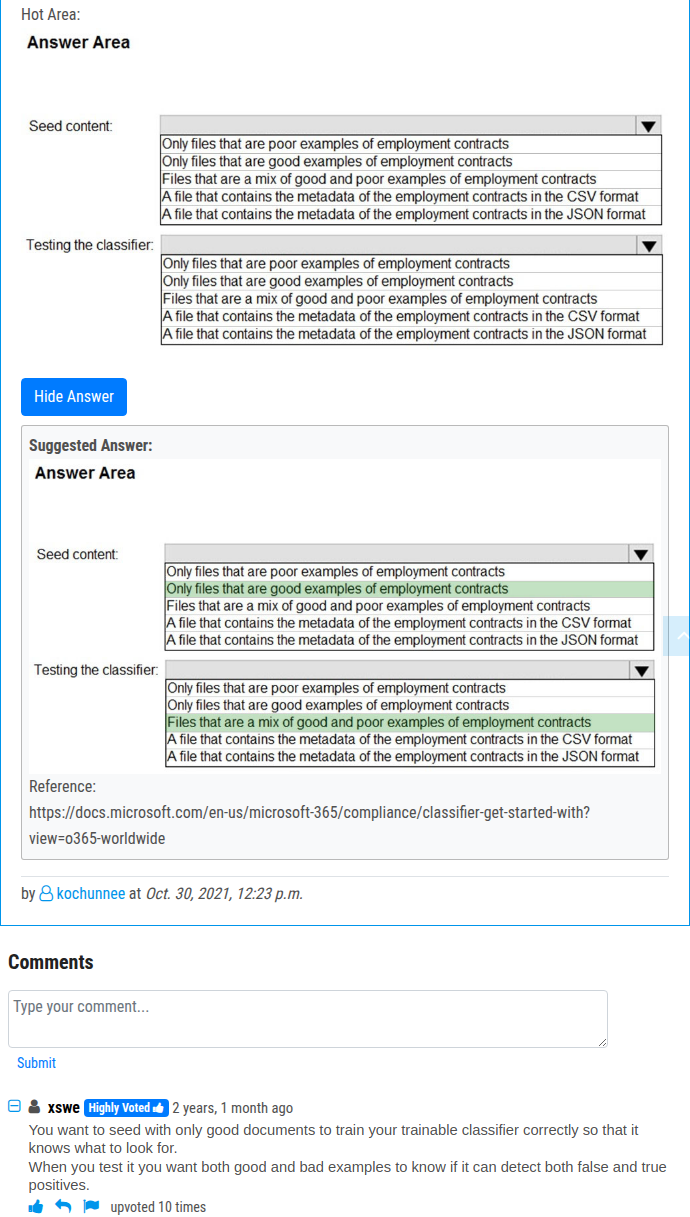 Hot Area:
Answer Area
Seed content:
Only files that are poor examples of employment contracts
Only files that are good examples of employment contracts
Files that are a mix of good and poor examples of employment contracts
A file that contains the metadata of the employment contracts in the CSV format
A file that contains the metadata of the employment contracts in the JSON format
Testing the classifier:
Only files that are poor examples of employment contracts
Only files that are good examples of employment contracts
Files that are a mix of good and poor examples of employment contracts
A file that contains the metadata of the employment contracts in the CSV format
A file that contains the metadata of the employment contracts in the JSON format
Hide Answer
Suggested Answer:
Answer Area
Seed content:
Only files that are poor examples of employment contracts
Only files that are good examples of employment contracts
Files that are a mix of good and poor examples of employment contracts
A file that contains the metadata of the employment contracts in the CSV format
A file that contains the metadata of the employment contracts in the JSON format
Testing the classifier:
Only files that are poor examples of employment contracts
Only files that are good examples of employment contracts
Files that are a mix of good and poor examples of employment contracts
A file that contains the metadata of the employment contracts in the CSV format
A file that contains the metadata of the employment contracts in the JSON format
Reference:
https://docs.microsoft.com/en-us/microsoft-365/compliance/classifier-get-started-with?
view=o365-worldwide
by kochunnee at Oct. 30, 2021, 12:23 p.m.
Comments
Type your comment...
Submit
xswe Highly Voted 2 years, 1 month ago
You want to seed with only good documents to train your trainable classifier correctly so that it
knows what to look for.
When you test it you want both good and bad examples to know if it can detect both false and true
positives.
upvoted 10 times